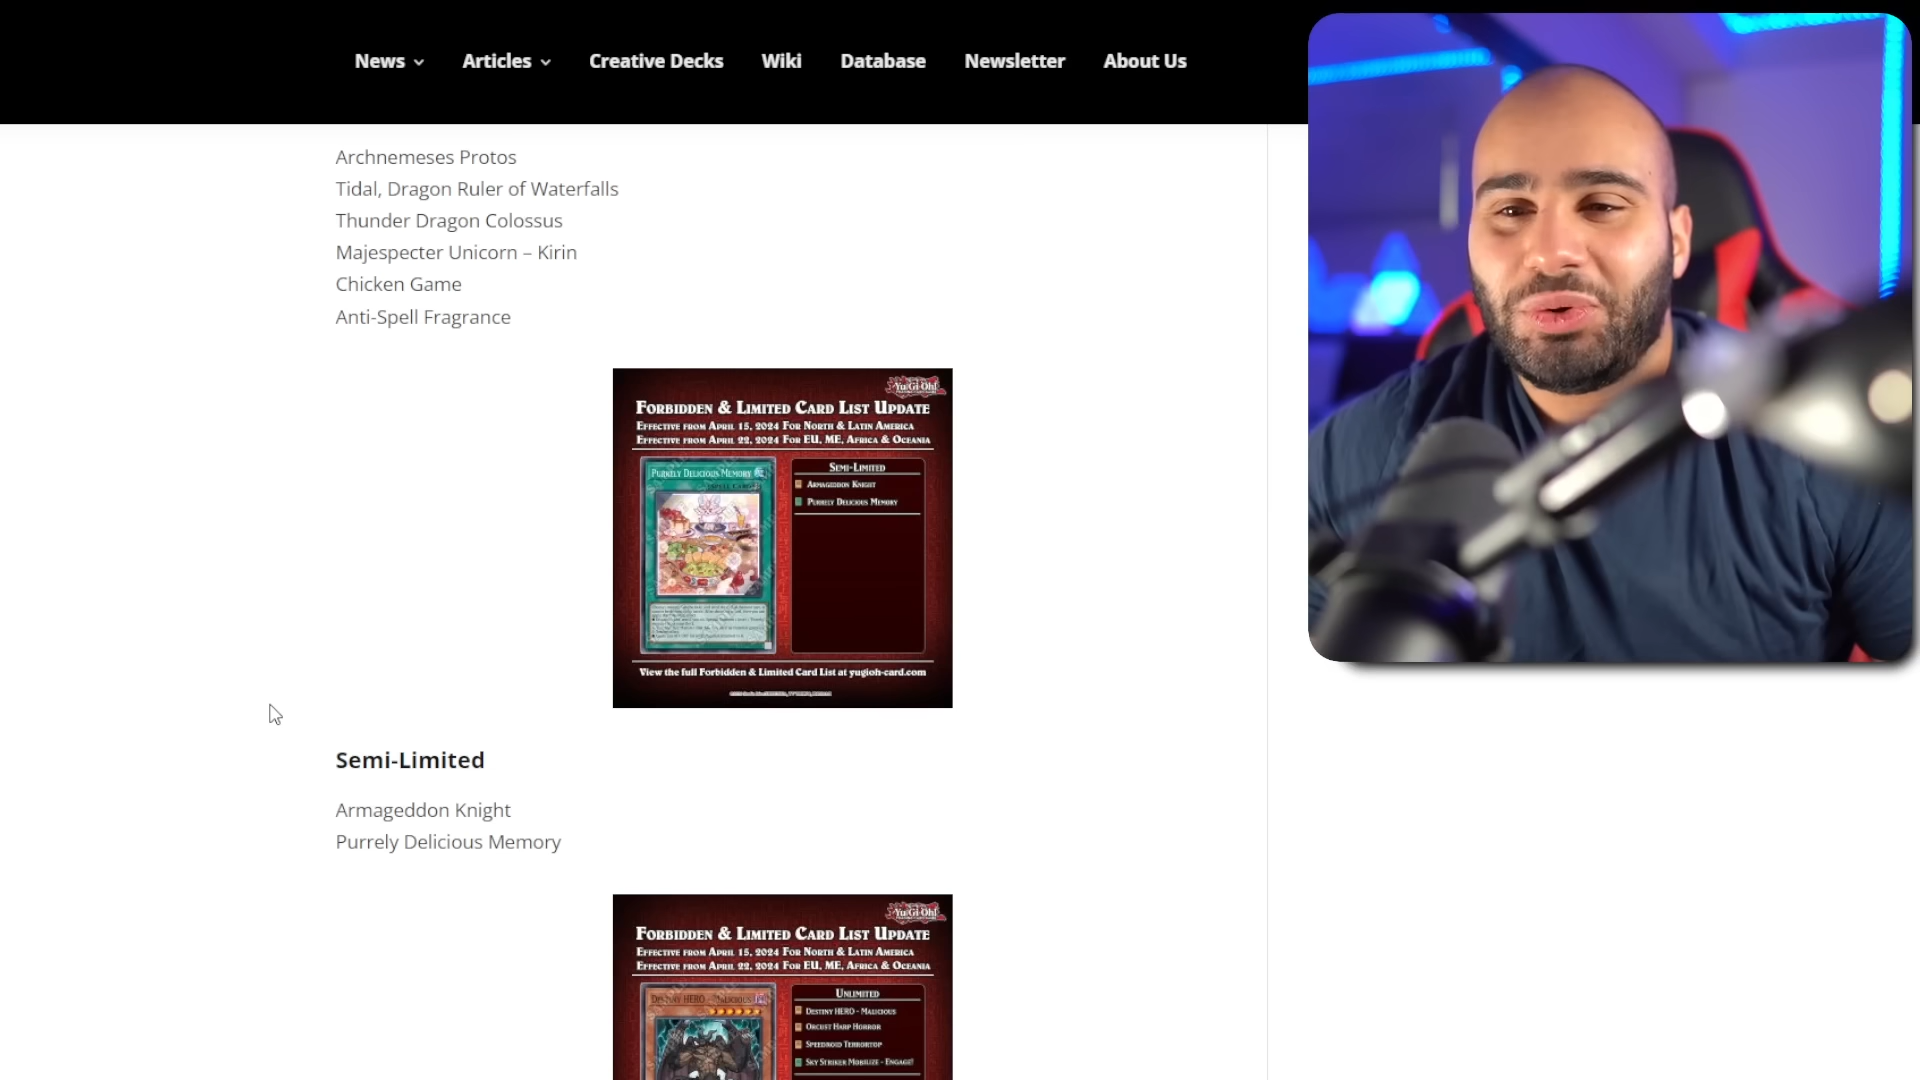 News
Articles
Creative Decks
Wiki
Database
Newsletter
About Us
Archnemeses Protos
Tidal, Dragon Ruler of Waterfalls
Thunder Dragon Colossus
Majespecter Unicorn – Kirin
Chicken Game
Anti-Spell Fragrance
Yu-Gi-Oh!
Forbidden & Limited Card List Update
Effective from April 15, 2024 For North & Latin America
Effective from April 22, 2024 For EU, ME, Africa & Oceania
Purrely Delicious Memory
Semi-Limited
Armageddon Knight
Purrely Delicious Memory
View the full Forbidden & Limited Card List at yugioh-card.com
Semi-Limited
Armageddon Knight
Purrely Delicious Memory
Yu-Gi-Oh!
Forbidden & Limited Card List Update
Effective from April 15, 2024 For North & Latin America
Effective from April 22, 2024 For EU, ME, Africa & Oceania
Destiny HERO - Malicious
Unlimited
Destiny HERO - Malicious
Orcust Harp Horror
Speedroid Terrortop
Sky Striker Mobilize - Engage!